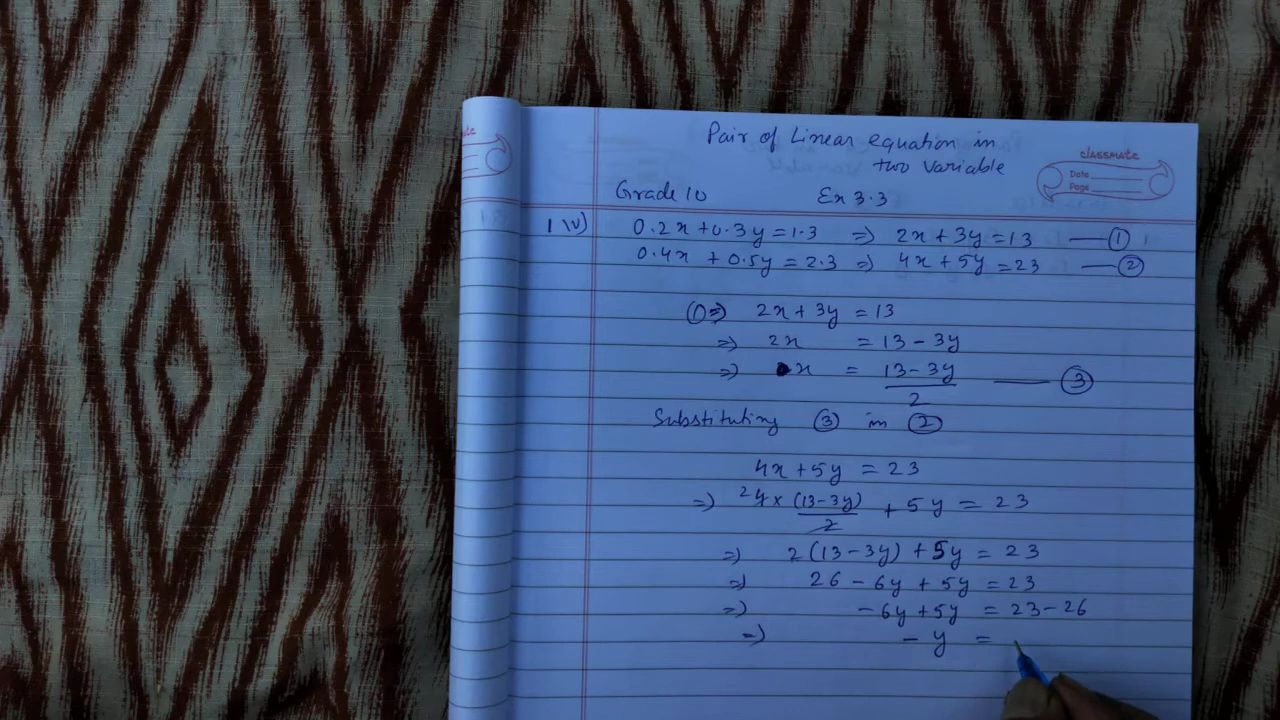 Pair of Linear equation in
two variable
classmate
Date
Page
Grade 10 Ex 3.3
1 iv) 0.2x + 0.3y = 1.3 => 2x + 3y = 13 — ①
0.4x + 0.5y = 2.3 => 4x + 5y = 23 — ②
① => 2x + 3y = 13
=> 2x = 13 - 3y
=> x = (13 - 3y)/2 — ③
Substituting ③ in ②
4x + 5y = 23
=> ²4 × (13 - 3y)/2 + 5y = 23
=> 2(13 - 3y) + 5y = 23
=> 26 - 6y + 5y = 23
=> - 6y + 5y = 23 - 26
=> - y =